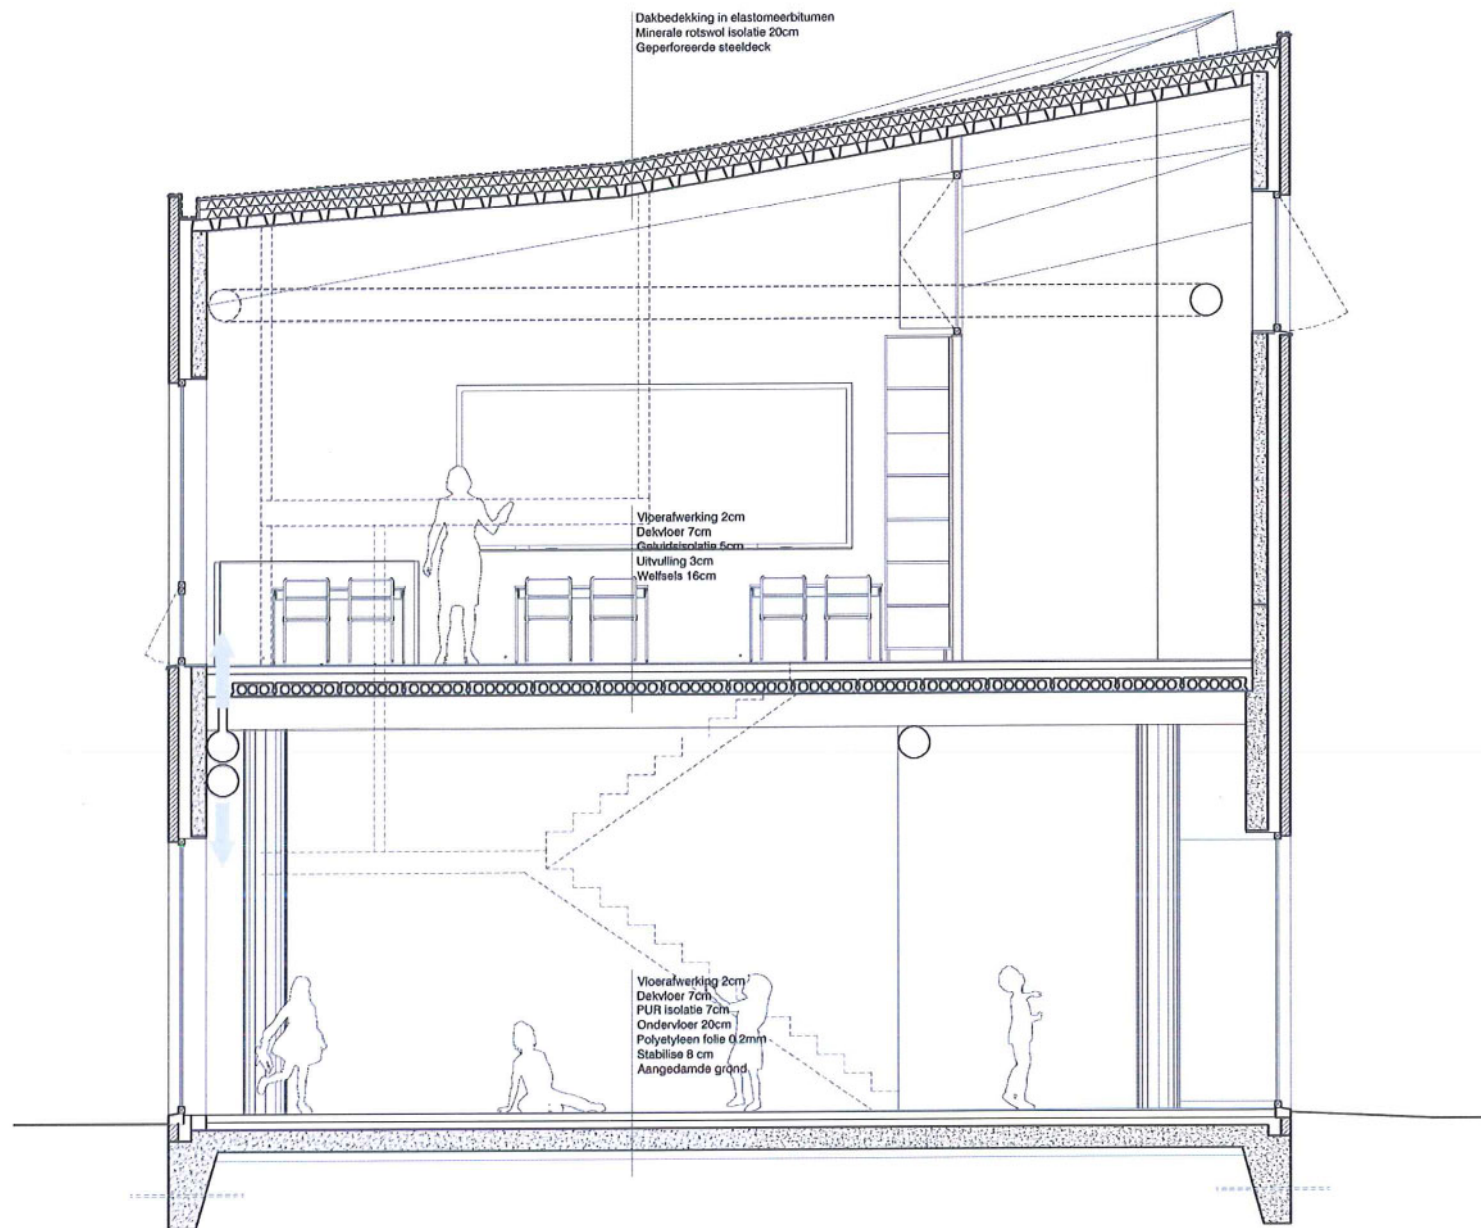 Dakbedekking in elastomeerbitumen
Minerale rotswol isolatie 20cm
Geperforeerde steeldeck
Vloerafwerking 2cm
Dekvloer 7cm
Geluidsisolatie 5cm
Uitvulling 3cm
Welfsels 16cm
Vloerafwerking 2cm
Dekvloer 7cm
PUR isolatie 7cm
Ondervloer 20cm
Polyetyleen folie 0.2mm
Stabilise 8 cm
Aangedamde grond